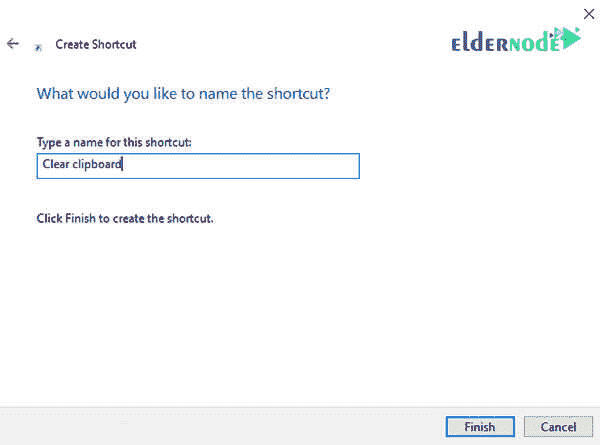 Create Shortcut
ELDERNODE
What would you like to name the shortcut?
Type a name for this shortcut:
Clear clipboard
Click Finish to create the shortcut.
Finish
Cancel